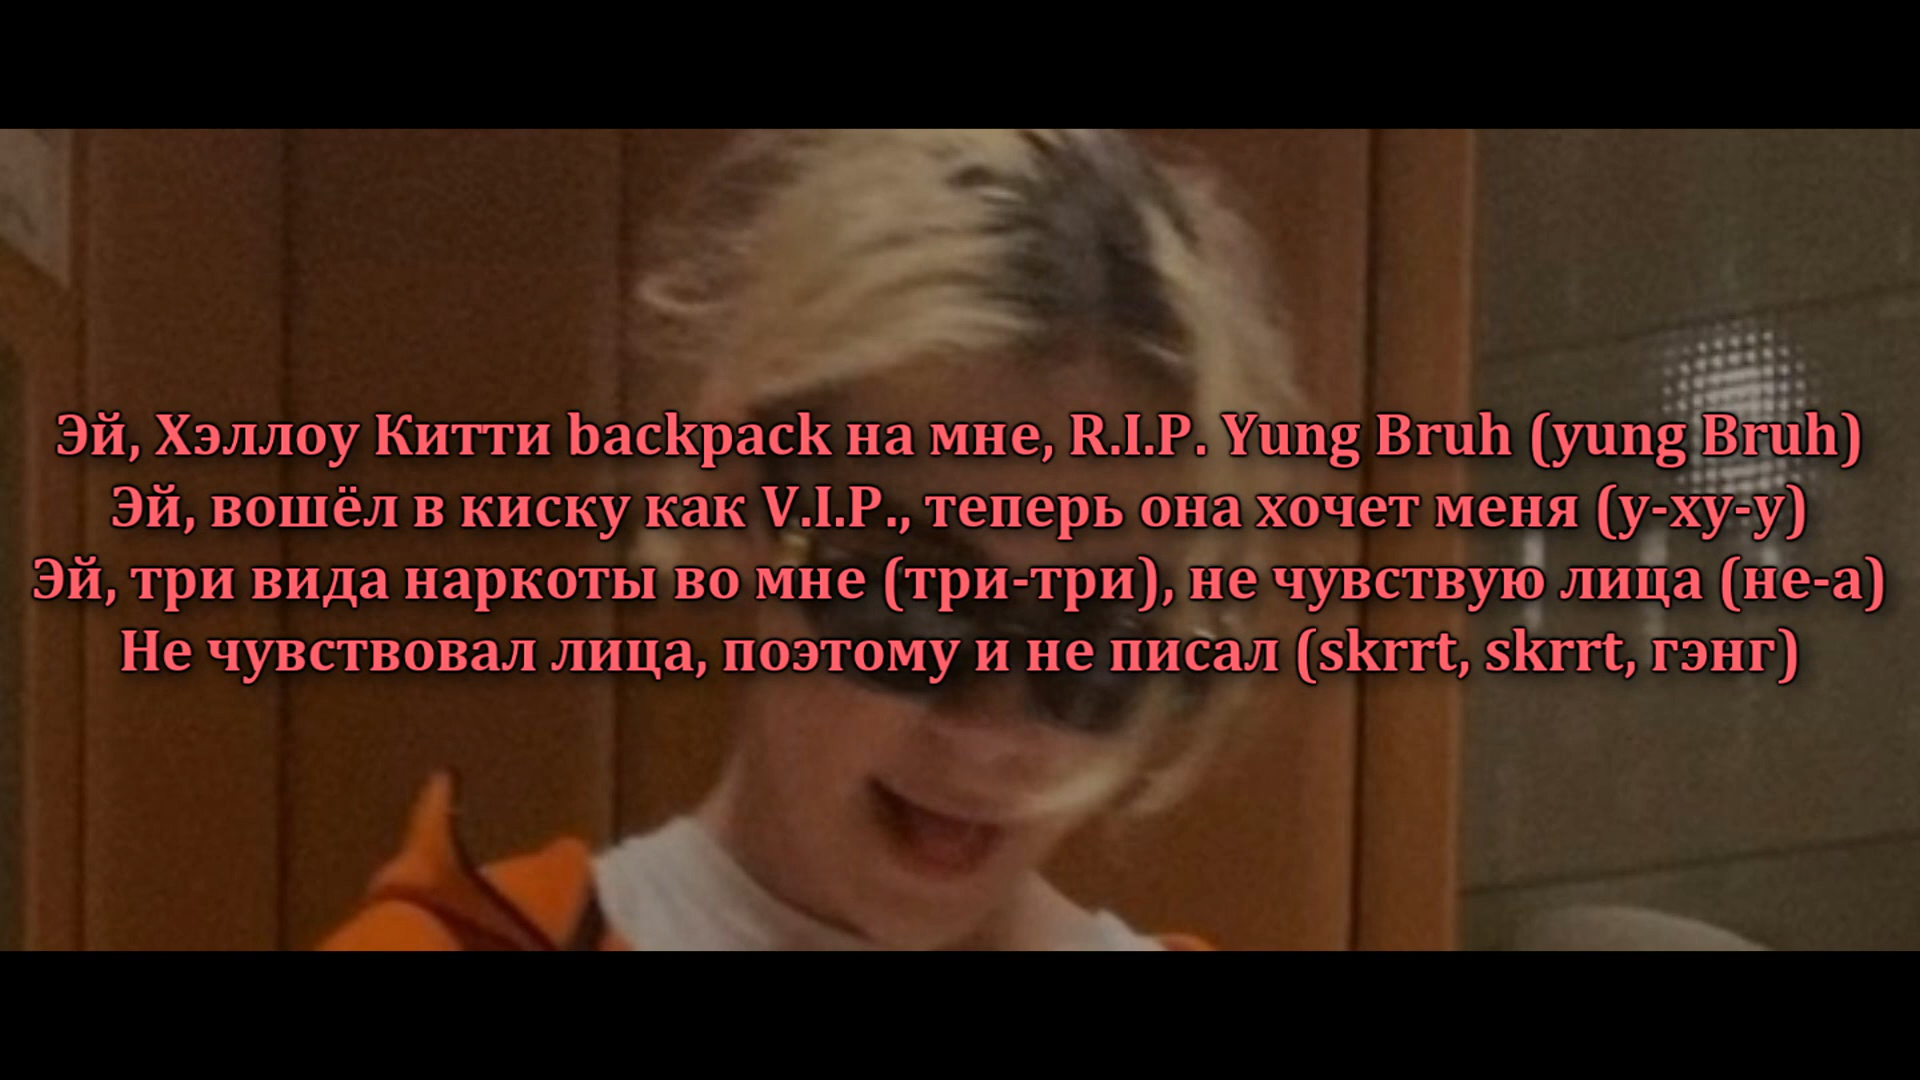 Эй, Хэллоу Китти backpack на мне, R.I.P. Yung Bruh (yung Bruh)
Эй, вошёл в киску как V.I.P., теперь она хочет меня (у-ху-у)
Эй, три вида наркоты во мне (три-три), не чувствую лица (не-а)
Не чувствовал лица, поэтому и не писал (skrrt, skrrt, гэнг)